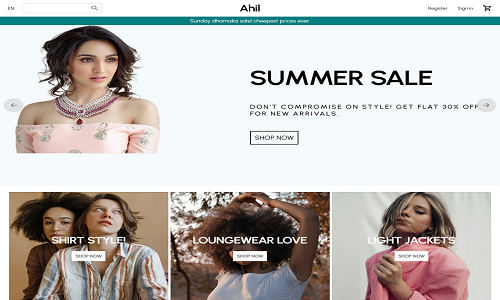 EN
Ahil
Register
Sign in
Sunday dhamaka sale! cheepest prices ever.
SUMMER SALE
DON'T COMPROMISE ON STYLE! GET FLAT 30% OFF
FOR NEW ARRIVALS.
SHOP NOW
SHIRT STYLE!
LOUNGEWEAR LOVE
LIGHT JACKETS
SHOP NOW
SHOP NOW
SHOP NOW